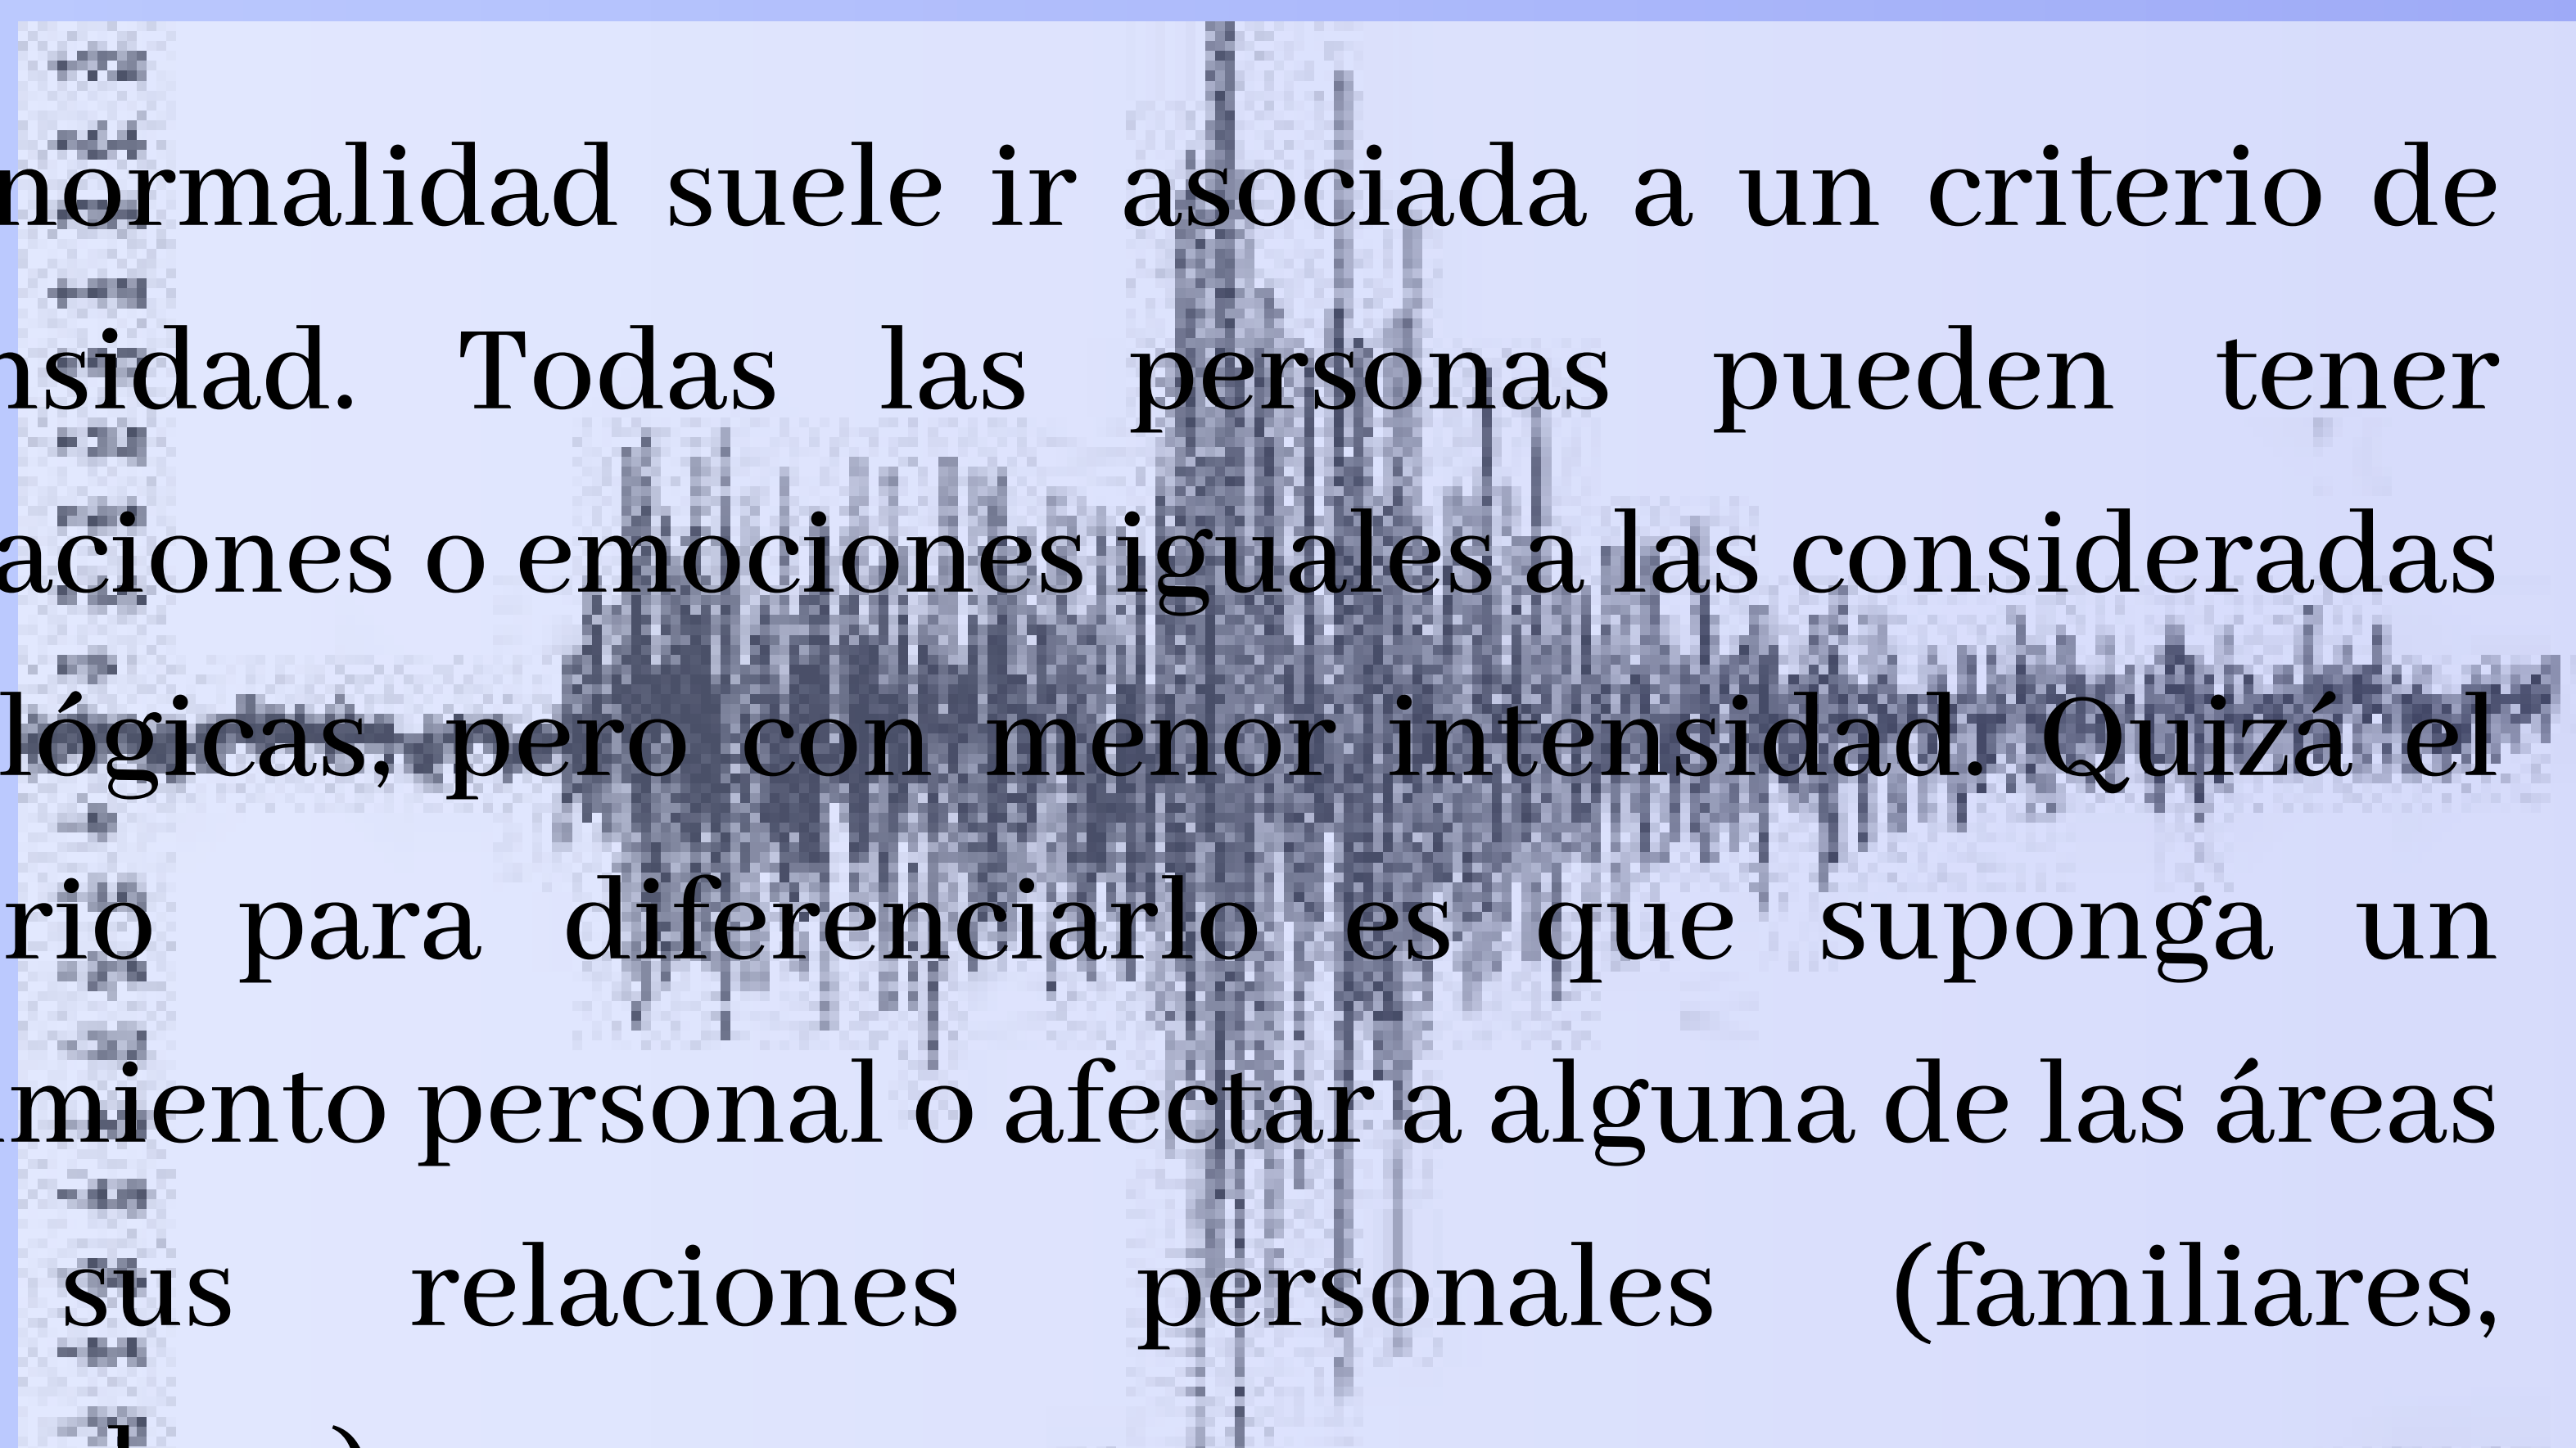 normalidad suele ir asociada a un criterio de
nsidad. Todas las personas pueden tener
aciones o emociones iguales a las consideradas
lógicas, pero con menor intensidad. Quizá el
rio para diferenciarlo es que suponga un
miento personal o afectar a alguna de las áreas
sus relaciones personales (familiares,